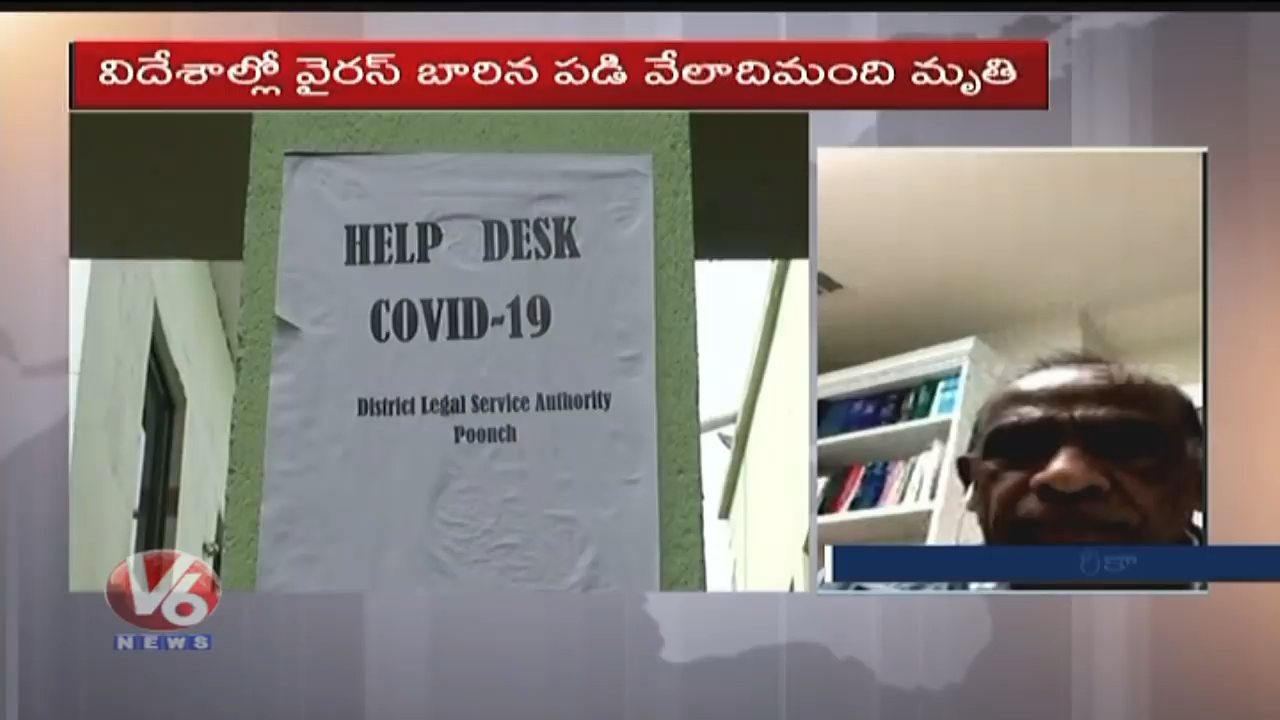 విదేశాల్లో వైరస్ బారిన పడి వేలాదిమంది మృతి
HELP DESK
COVID-19
District Legal Service Authority
Poonch
V6
NEWS